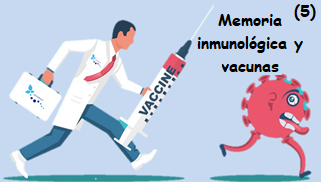 Memoria (5)
inmunológica y
vacunas
VACCINE